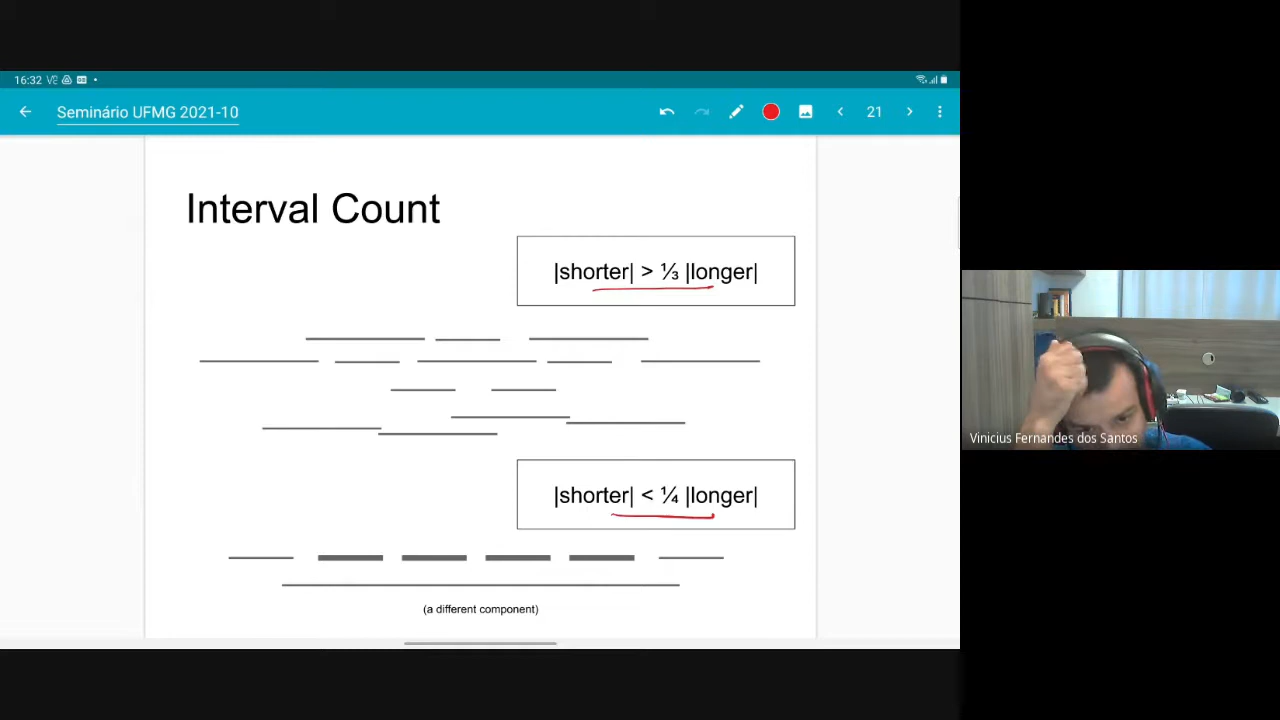 16:32
Seminário UFMG 2021-10
21
Interval Count
|shorter| > ⅓ |longer|
|shorter| < ¼ |longer|
(a different component)
Vinicius Fernandes dos Santos